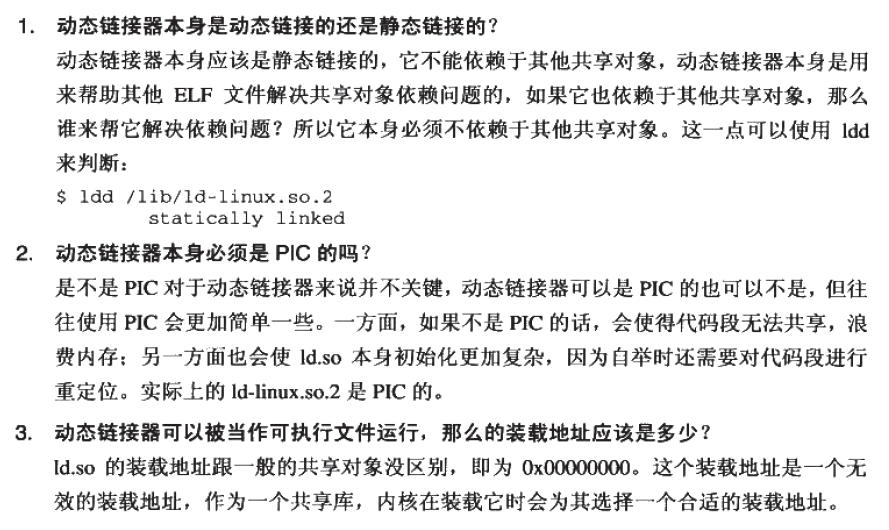 1. 动态链接器本身是动态链接的还是静态链接的？
动态链接器本身应该是静态链接的，它不能依赖于其他共享对象，动态链接器本身是用
来帮助其他 ELF 文件解决共享对象依赖问题的，如果它也依赖于其他共享对象，那么
谁来帮它解决依赖问题？所以它本身必须不依赖于其他共享对象。这一点可以使用 ldd
来判断：
$ ldd /lib/ld-linux.so.2
statically linked
2. 动态链接器本身必须是 PIC 的吗？
是不是 PIC 对于动态链接器来说并不关键，动态链接器可以是 PIC 的也可以不是，但往
往使用 PIC 会更加简单一些。一方面，如果不是 PIC 的话，会使得代码段无法共享，浪
费内存；另一方面也会使 ld.so 本身初始化更加复杂，因为自举时还需要对代码段进行
重定位。实际上的 ld-linux.so.2 是 PIC 的。
3. 动态链接器可以被当作可执行文件运行，那么的装载地址应该是多少？
ld.so 的装载地址跟一般的共享对象没区别，即为 0x00000000。这个装载地址是一个无
效的装载地址，作为一个共享库，内核在装载它时会为其选择一个合适的装载地址。